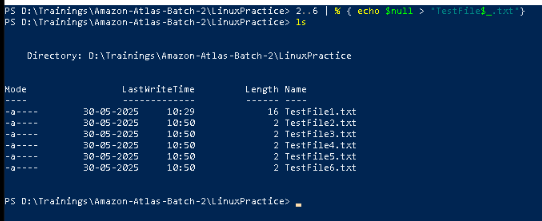 PS D:\Trainings\Amazon-Atlas-Batch-2\LinuxPractice> 2..6 | % { echo $null > "TestFile$_.txt"}
PS D:\Trainings\Amazon-Atlas-Batch-2\LinuxPractice> ls
Directory: D:\Trainings\Amazon-Atlas-Batch-2\LinuxPractice
Mode LastWriteTime Length Name
---- ------------- ------ ----
-a---- 30-05-2025 10:29 16 TestFile1.txt
-a---- 30-05-2025 10:50 2 TestFile2.txt
-a---- 30-05-2025 10:50 2 TestFile3.txt
-a---- 30-05-2025 10:50 2 TestFile4.txt
-a---- 30-05-2025 10:50 2 TestFile5.txt
-a---- 30-05-2025 10:50 2 TestFile6.txt
PS D:\Trainings\Amazon-Atlas-Batch-2\LinuxPractice>